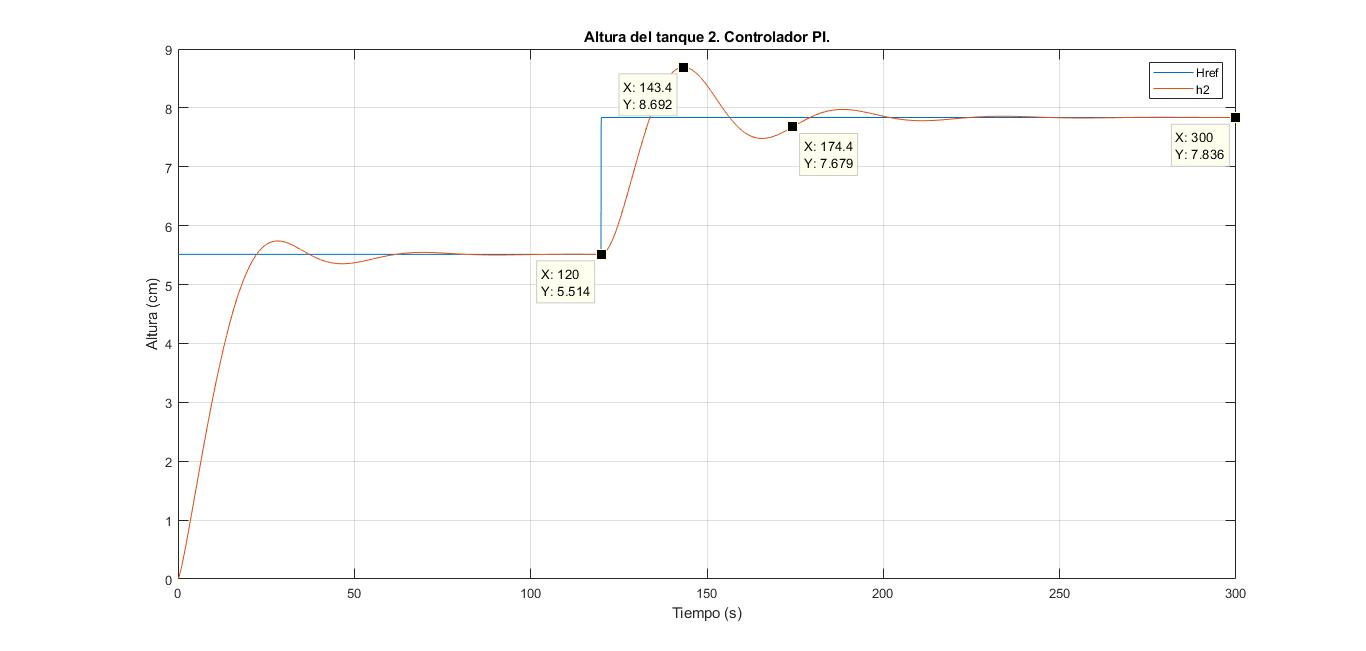 Altura del tanque 2. Controlador PI.
9
8
7
6
5
4
3
2
1
0
Altura (cm)
Href
h2
X: 143.4
Y: 8.692
X: 174.4
Y: 7.679
X: 300
Y: 7.836
X: 120
Y: 5.514
0
50
100
150
200
250
300
Tiempo (s)